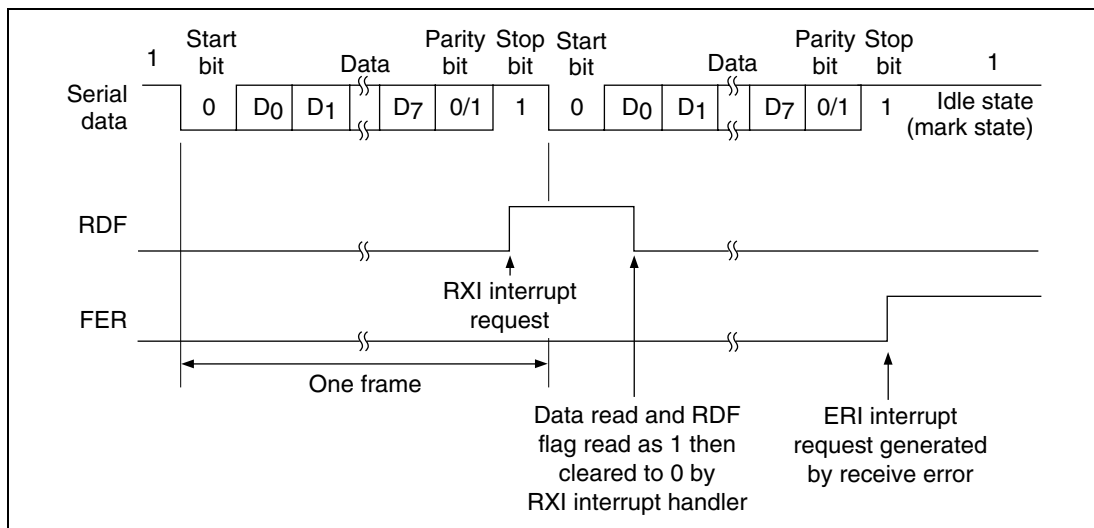 1 Start bit Data Parity bit Stop bit Start bit Data Parity bit Stop bit 1
Serial data 0 D0 D1 D7 0/1 1 0 D0 D1 D7 0/1 1 Idle state (mark state)
RDF
RXI interrupt request
FER
One frame
Data read and RDF
flag read as 1 then
cleared to 0 by
RXI interrupt handler
ERI interrupt
request generated
by receive error